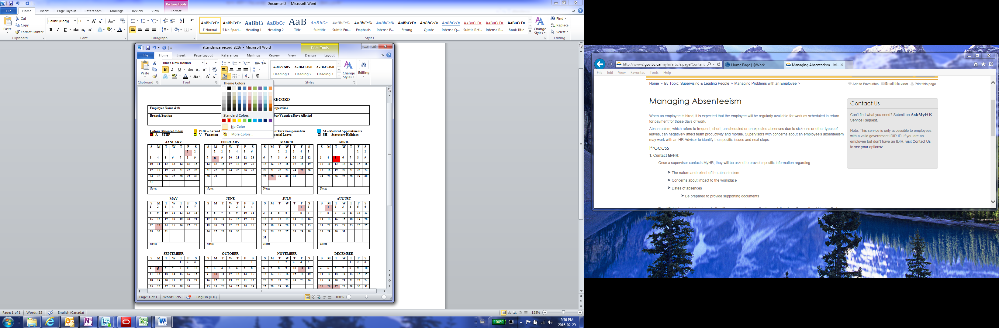 Document2 - Microsoft Word
Picture Tools
File Home Insert Page Layout References Mailings Review View Format
Paste
Cut
Copy
Format Painter
Calibri (Body) 11
AaBbCcDc AaBbCcDc AaBbC AaBbCc AaB AaBbCc. AaBbCcDc AaBbCcDc AaBbCcDc AaBbCcDc AaBbCcDc AaBbCcDc AaBbCcDc AaBbCcDc AaBbCcDc
¶ Normal ¶ No Spaci... Heading 1 Heading 2 Title Subtitle Subtle Em... Emphasis Intense E... Strong Quote Intense Q... Subtle Ref... Intense R... Book Title
Change Styles
Find
Replace
Select
Clipboard Font Paragraph Styles Editing
attendance_record_2016 - Microsoft Word
Table Tools
File Home Insert Page Layout References Mailings Review View Design Layout
Paste
Times New Roman 7
AaBbCcDdEe AaBbCcDdI AaBbCcDdI
Heading 1 Heading 2 Heading 3
Change Styles
Editing
Clipboard Font Styles
Theme Colors
Standard Colors
No Color
More Colors...
RECORD
Employee Name & #: Supervisor
Branch/Section ber Vacation Days Allotted
Colour Absence Codes: EDO – Earned orkers Compensation M – Medical Appointments
A – STIIP V – Vacation pecial Leave SH – Statutory Holidays
JANUARY FEBRUARY MARCH APRIL
S M T W T F S S M T W T F S S M T W T F S S M T W T F S
1 2 1 2 3 4 5 6 1 2 3 4 5 1 2
3 4 5 6 7 8 9 7 8 9 10 11 12 13 6 7 8 9 10 11 12 3 4 5 6 7 8 9
10 11 12 13 14 15 16 14 15 16 17 18 19 20 13 14 15 16 17 18 19 10 11 12 13 14 15 16
17 18 19 20 21 22 23 21 22 23 24 25 26 27 20 21 22 23 24 25 26 17 18 19 20 21 22 23
24 25 26 27 28 29 30 28 29 27 28 29 30 31 24 25 26 27 28 29 30
31
Notes Notes Notes Notes
MAY JUNE JULY AUGUST
S M T W T F S S M T W T F S S M T W T F S S M T W T F S
1 2 3 4 5 6 7 1 2 3 4 1 2 1 2 3 4 5 6
8 9 10 11 12 13 14 5 6 7 8 9 10 11 3 4 5 6 7 8 9 7 8 9 10 11 12 13
15 16 17 18 19 20 21 12 13 14 15 16 17 18 10 11 12 13 14 15 16 14 15 16 17 18 19 20
22 23 24 25 26 27 28 19 20 21 22 23 24 25 17 18 19 20 21 22 23 21 22 23 24 25 26 27
29 30 31 26 27 28 29 30 24 25 26 27 28 29 30 28 29 30 31
31
Notes Notes Notes Notes
SEPTEMBER OCTOBER NOVEMBER DECEMBER
S M T W T F S S M T W T F S S M T W T F S S M T W T F S
1 2 3 1 1 2 3 4 5 1 2 3
4 5 6 7 8 9 10 2 3 4 5 6 7 8 6 7 8 9 10 11 12 4 5 6 7 8 9 10
11 12 13 14 15 16 17 9 10 11 12 13 14 15 13 14 15 16 17 18 19 11 12 13 14 15 16 17
18 19 20 21 22 23 24 16 17 18 19 20 21 22 20 21 22 23 24 25 26 18 19 20 21 22 23 24
25 26 27 28 29 30 23 24 25 26 27 28 29 27 28 29 30 25 26 27 28 29 30 31
Page: 1 of 1 Words: 595 English (U.K.) 100%
Page: 1 of 1 Words: 32 English (Canada) 125%
100%
2:36 PM
2016-02-29
http://www2.gov.bc.ca/myhr/article.page?ContentI
Home Page | @Work
Managing Absenteeism - M...
File Edit View Favorites Tools Help
Home > By Topic: Supervising & Leading People > Managing Problems with an Employee >
Add to Favourites Email this page Print this page
Managing Absenteeism
When an employee is hired, it is expected that the employee will be regularly available for work as scheduled in return
for payment for those days of work.
Absenteeism, which refers to frequent, short, unscheduled or unexpected absences due to sickness or other types of
leaves, can negatively affect team productivity and morale. Supervisors with concerns about an employee's absenteeism
may work with an HR Advisor to identify the specific issues and next steps.
Process
1. Contact MyHR:
Once a supervisor contacts MyHR, they will be asked to provide specific information regarding:
The nature and extent of the absenteeism
Concerns about impact to the workplace
Dates of absences
Be prepared to provide supporting documents
Contact Us
Can't find what you need? Submit an AskMyHR
Service Request.
Note: This service is only accessible to employees
with a valid government IDIR ID. If you are an
employee but don't have an IDIR, visit Contact Us
to see your options>